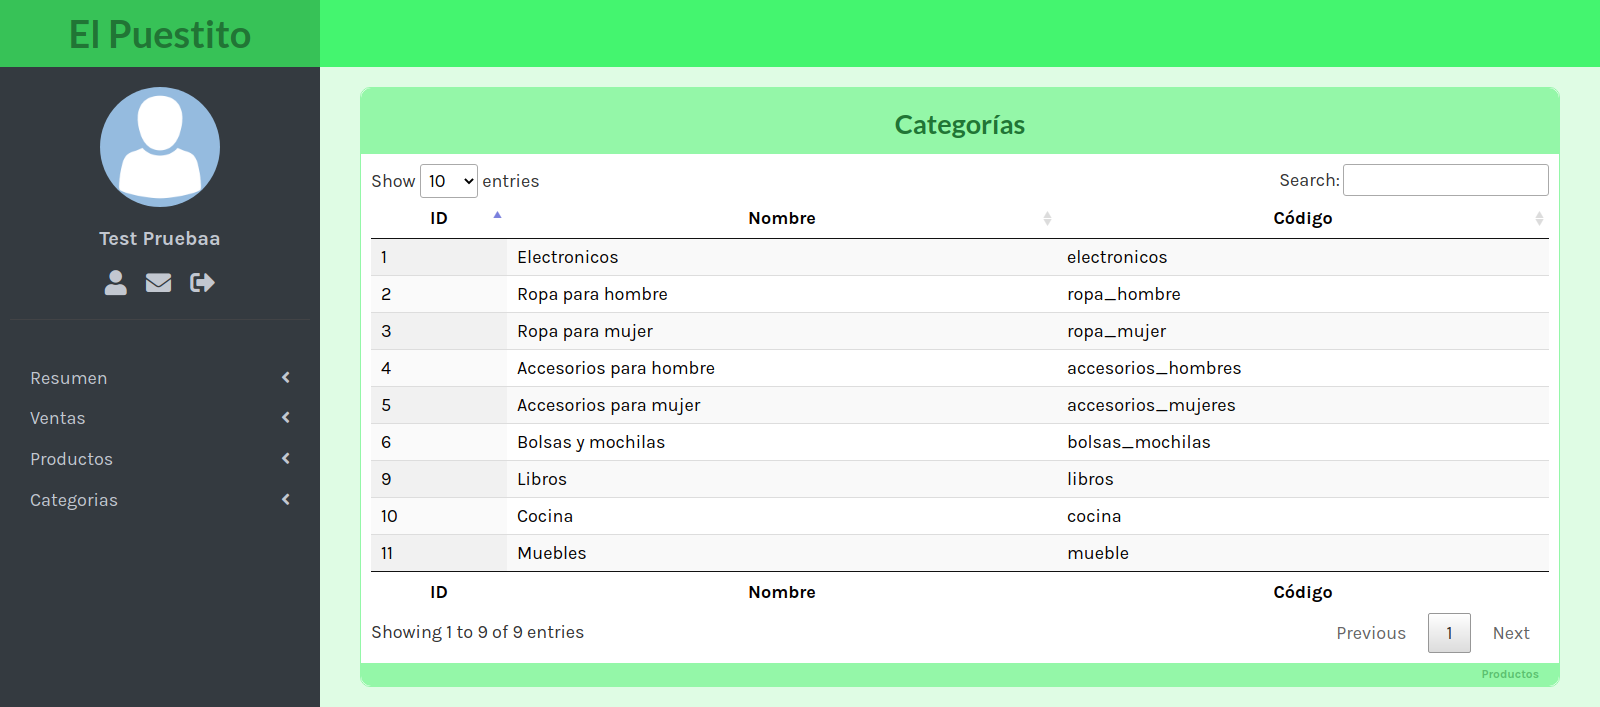 El Puestito
Test Pruebaa
Resumen
Ventas
Productos
Categorias
Categorías
Show 10 entries
Search:
ID Nombre Código
1 Electronicos electronicos
2 Ropa para hombre ropa_hombre
3 Ropa para mujer ropa_mujer
4 Accesorios para hombre accesorios_hombres
5 Accesorios para mujer accesorios_mujeres
6 Bolsas y mochilas bolsas_mochilas
9 Libros libros
10 Cocina cocina
11 Muebles mueble
ID Nombre Código
Showing 1 to 9 of 9 entries
Previous 1 Next
Productos